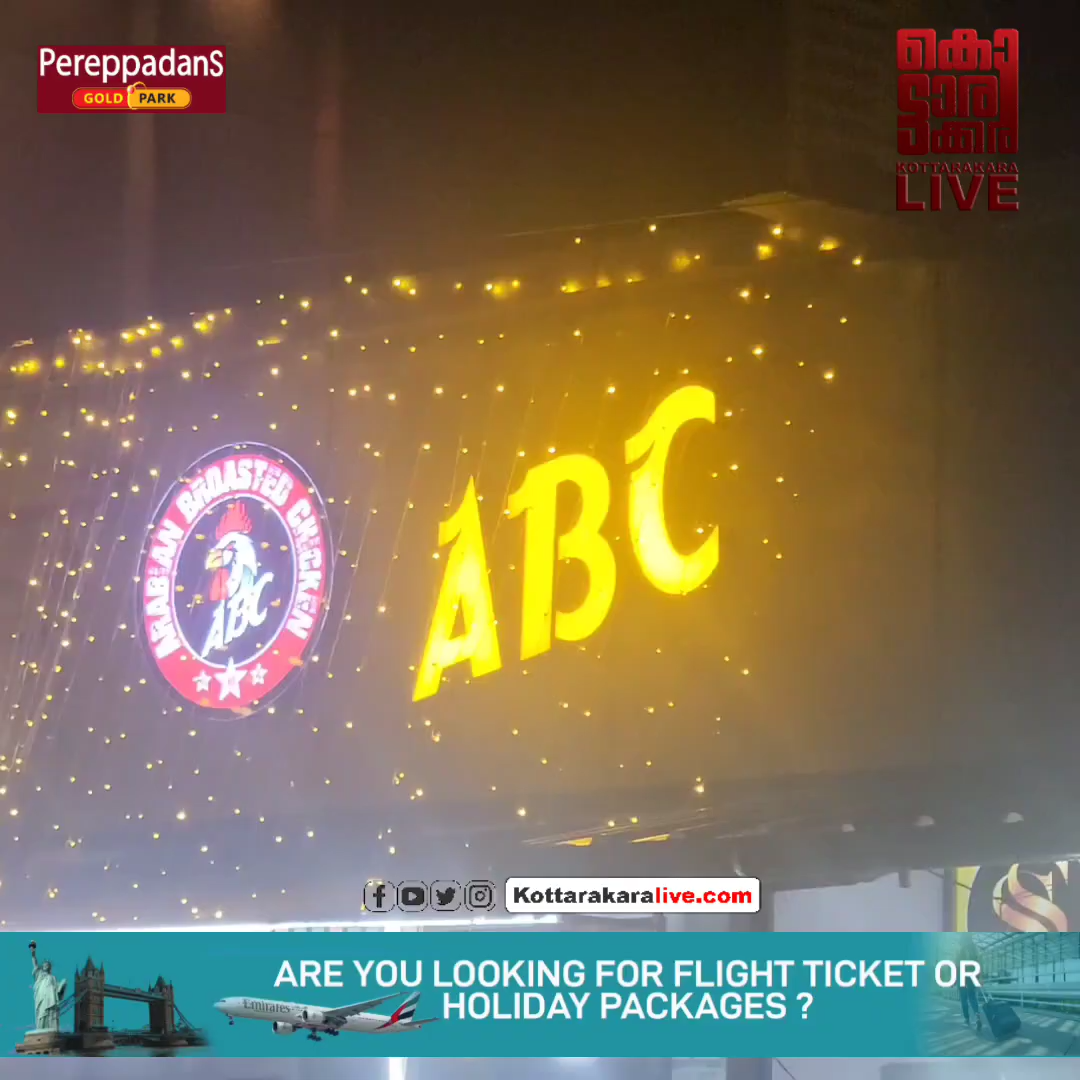 PereppadanS
GOLD PARK
കൊ
ട്ടാര
ക്കര
KOTTARAKARA
LIVE
ARABIAN BROASTED CHICKEN
ABC
ABC
Kottarakaralive.com
Emirates
ARE YOU LOOKING FOR FLIGHT TICKET OR
HOLIDAY PACKAGES ?